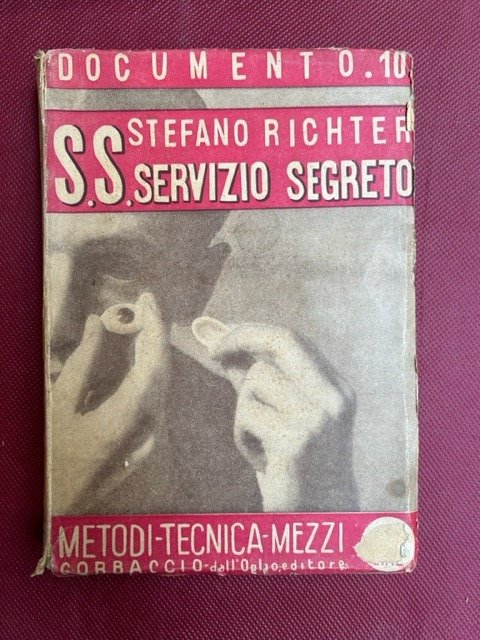 DOCUMENTO.10
STEFANO RICHTER
S.S. SERVIZIO SEGRETO
METODI-TECNICA-MEZZI
CORBACCIO-dall'Oglio, editore